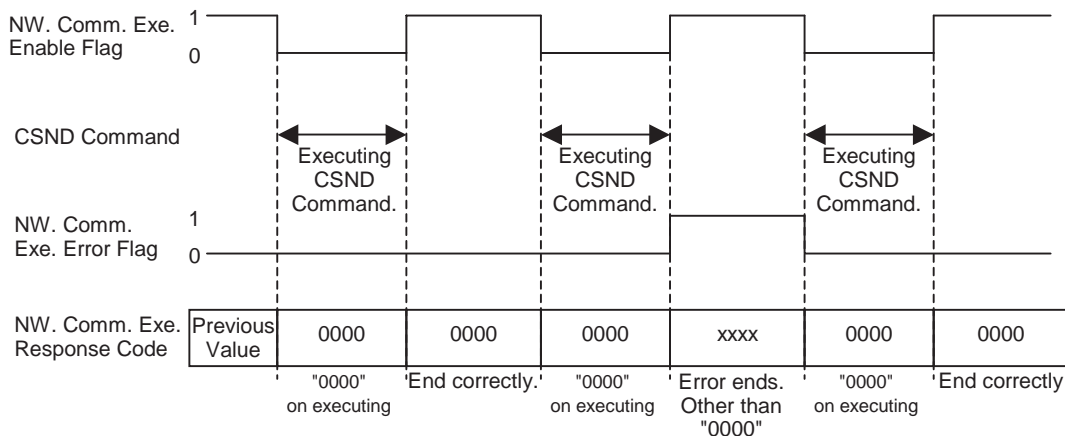 NW. Comm. Exe.
Enable Flag
1
0
CSND Command
Executing
CSND
Command.
Executing
CSND
Command.
Executing
CSND
Command.
NW. Comm.
Exe. Error Flag
1
0
NW. Comm. Exe.
Response Code
Previous
Value
0000
0000
0000
xxxx
0000
0000
"0000"
on executing
End correctly.
"0000"
on executing
Error ends.
Other than
"0000"
"0000"
on executing
End correctly